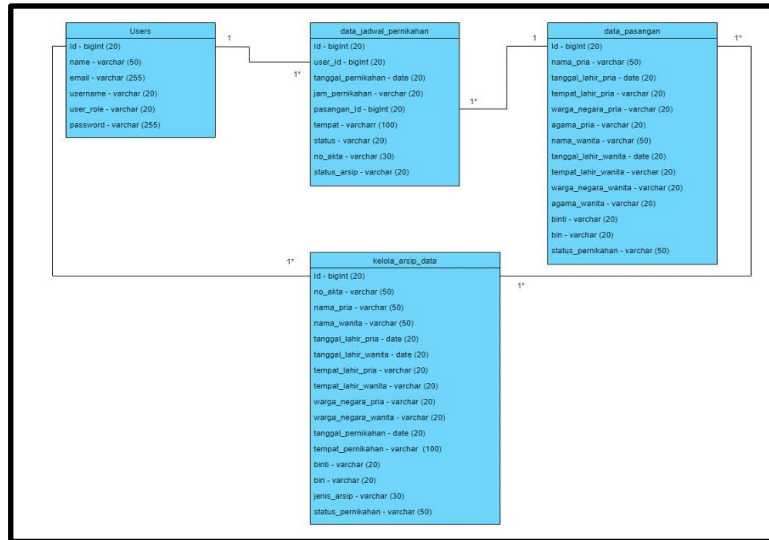 Users
Id - bigInt (20)
name - varchar (50)
email - varchar (255)
username - varchar (20)
user_role - varchar (20)
password - varchar (255)
1
1*
data_jadwal_pernikahan
Id - bigInt (20)
user_Id - bigInt (20)
tanggal_pernikahan - date (20)
jam_pernikahan - varchar (20)
pasangan_Id - bigInt (20)
tempat - varcharr (100)
status - varchar (20)
no_akta - varchar (30)
status_arsip - varchar (20)
1
1*
data_pasangan
Id - bigInt (20)
nama_pria - varchar (50)
tanggal_lahir_pria - date (20)
tempat_lahir_pria - varchar (20)
warga_negara_pria - varchar (20)
agama_pria - varchar (20)
nama_wanita - varchar (50)
tanggal_lahir_wanita - date (20)
tempat_lahir_wanita - varchar (20)
warga_negara_wanita - varchar (20)
agama_wanita - varchar (20)
binti - varchar (20)
bin - varchar (20)
status_pernikahan - varchar (50)
1*
1*
kelola_arsip_data
Id - bigInt (20)
no_akta - varchar (50)
nama_pria - varchar (50)
nama_wanita - varchar (50)
tanggal_lahir_pria - date (20)
tanggal_lahir_wanita - date (20)
tempat_lahir_pria - varchar (20)
tempat_lahir_wanita - varchar (20)
warga_negara_pria - varchar (20)
warga_negara_wanita - varchar (20)
tanggal_pernikahan - date (20)
tempat_pernikahan - varchar (100)
binti - varchar (20)
bin - varchar (20)
jenis_arsip - varchar (30)
status_pernikahan - varchar (50)
1*